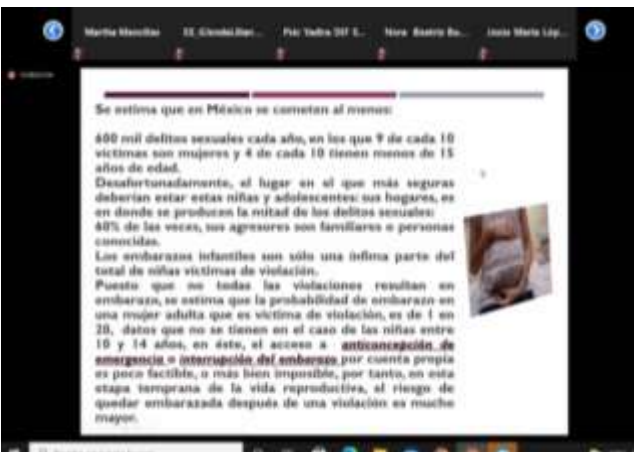 Martha Mancillas
Psic Yadira DIF
Nora Beatriz
Jesús María
Se estima que en México se cometen al menos:
600 mil delitos sexuales cada año, en los que 9 de cada 10
víctimas son mujeres y 4 de cada 10 tienen menos de 15
años de edad.
Desafortunadamente, el lugar en el que más seguras
deberían estar estas niñas y adolescentes: sus hogares, es
en donde se producen la mitad de los delitos sexuales:
60% de las veces, sus agresores son familiares o personas
conocidas.
Los embarazos infantiles son sólo una ínfima parte del
total de niñas víctimas de violación.
Puesto que no todas las violaciones resultan en
embarazo, se estima que la probabilidad de embarazo en
una mujer adulta que es víctima de violación, es de 1 en
20, datos que no se tienen en el caso de las niñas entre
10 y 14 años, en éste, el acceso a anticoncepción de
emergencia o interrupción del embarazo por cuenta propia
es poco factible, o más bien imposible, por tanto, en esta
etapa temprana de la vida reproductiva, el riesgo de
quedar embarazada después de una violación es mucho
mayor.